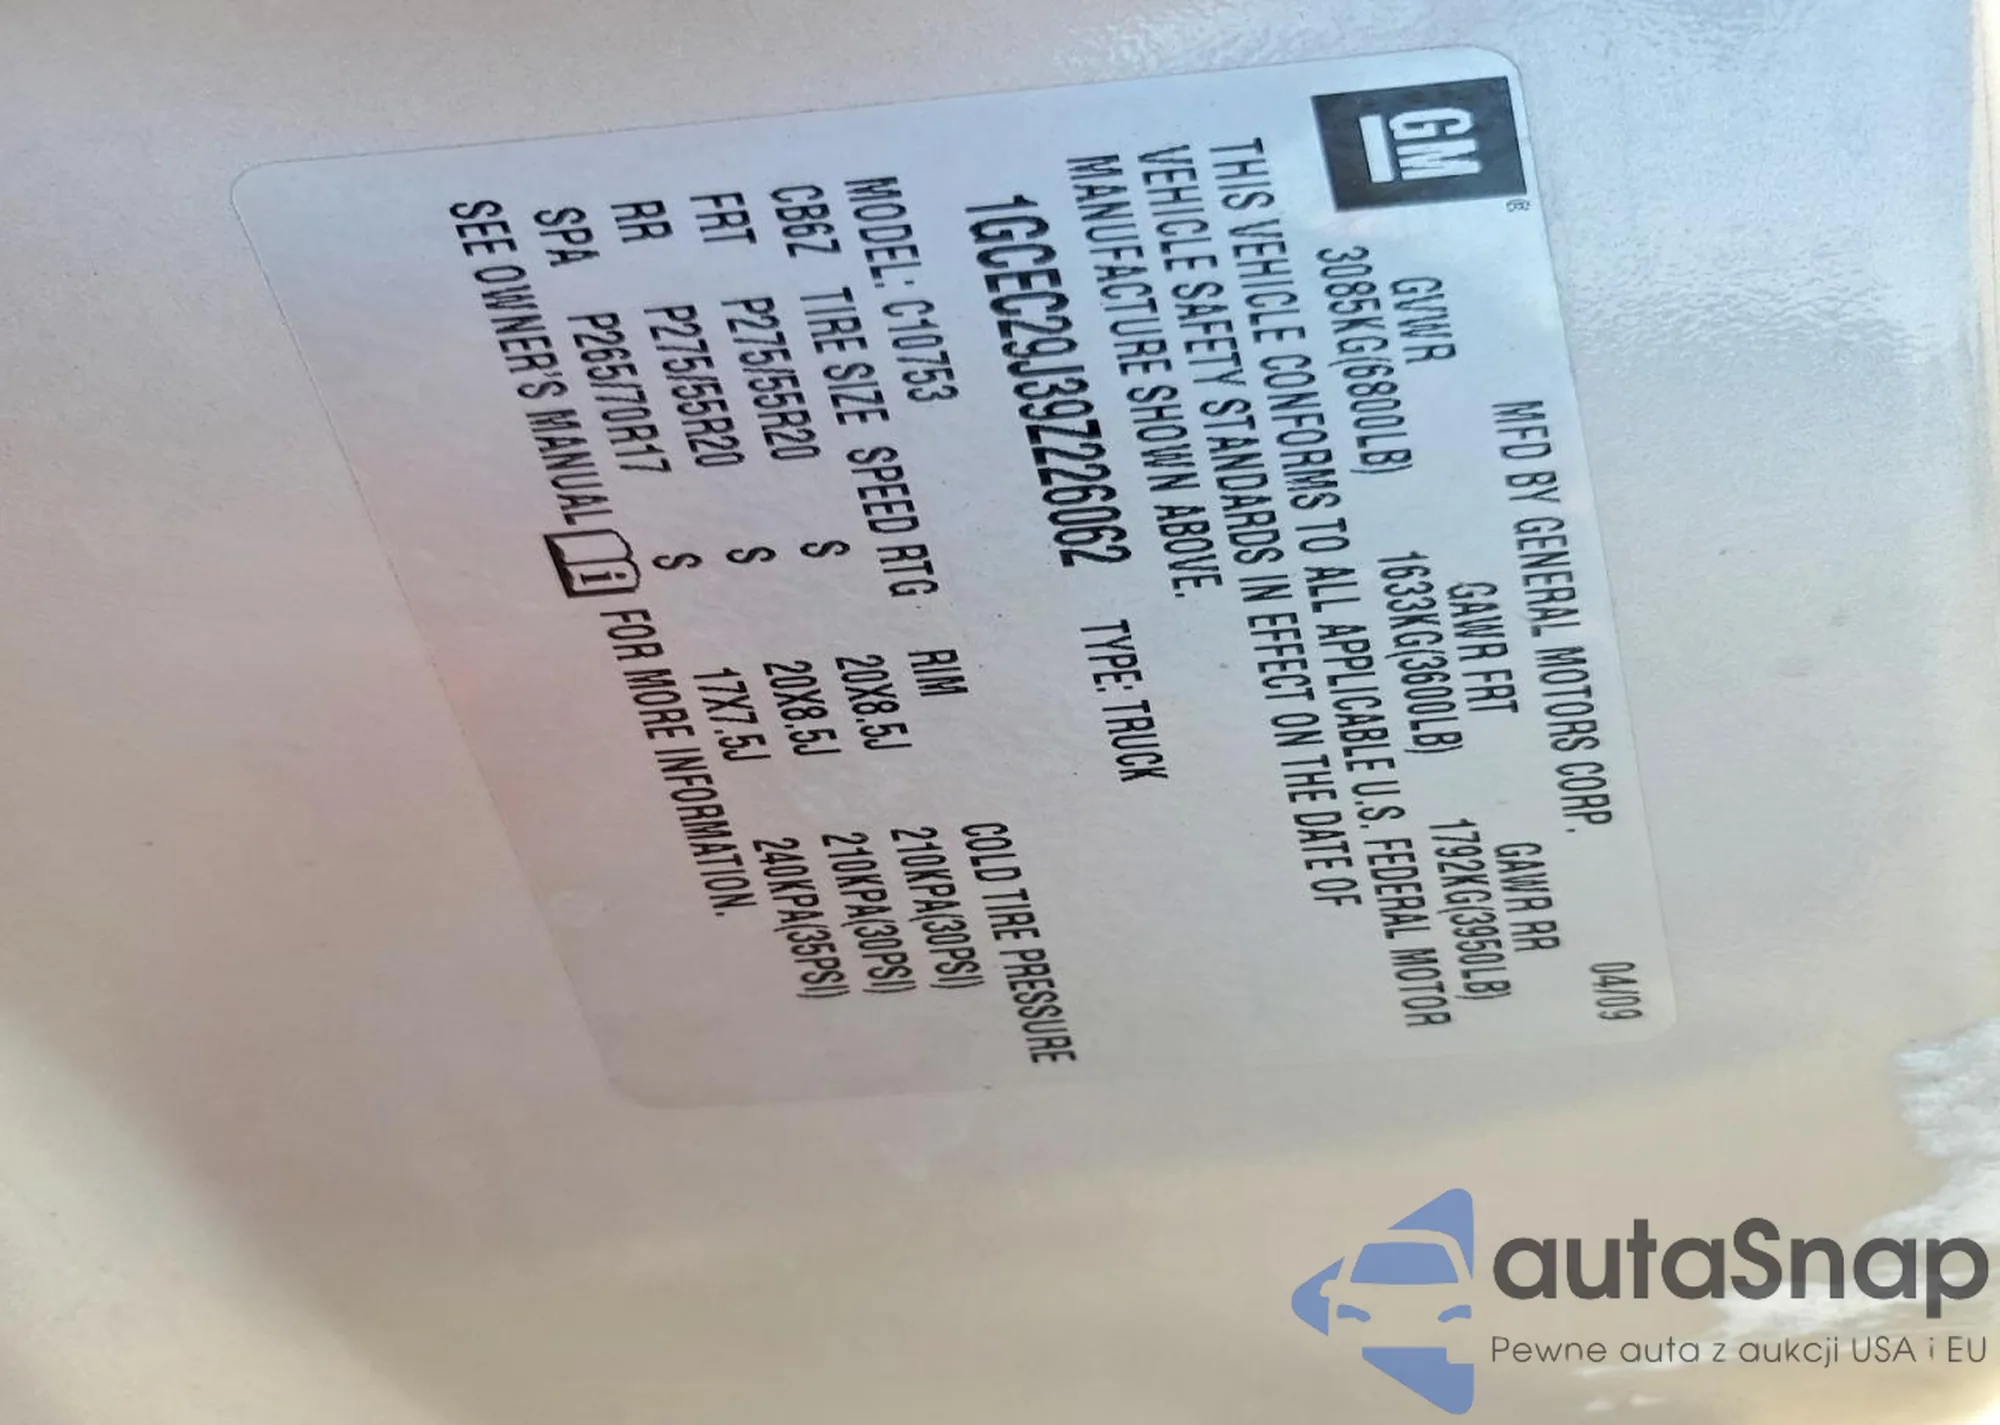 GM®
MFD BY GENERAL MOTORS CORP. 04/09
GVWR GAWR FRT GAWR RR
3085KG(6800LB) 1633KG(3600LB) 1792KG(3950LB)
THIS VEHICLE CONFORMS TO ALL APPLICABLE U.S. FEDERAL MOTOR
VEHICLE SAFETY STANDARDS IN EFFECT ON THE DATE OF
MANUFACTURE SHOWN ABOVE.
1GCEC29J39Z226062 TYPE: TRUCK
MODEL: C10753
CB6Z TIRE SIZE SPEED RTG RIM COLD TIRE PRESSURE
FRT P275/55R20 S 20X8.5J 210KPA(30PSI)
RR P275/55R20 S 20X8.5J 210KPA(30PSI)
SPA P265/70R17 S 17X7.5J 240KPA(35PSI)
SEE OWNER'S MANUAL i FOR MORE INFORMATION.
autaSnap
Pewne auta z aukcji USA i EU